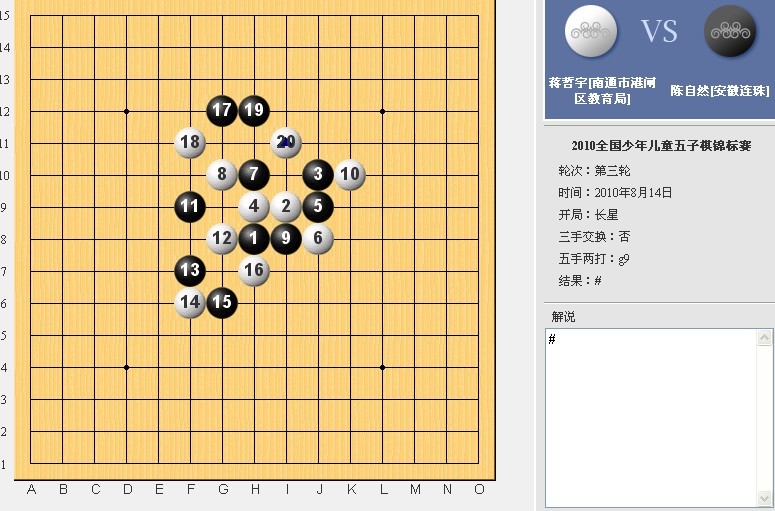 VS
蒋哲宇[南通市港闸
区教育局]
陈自然[安徽连珠]
15
14
13
12 17 19
11 18 20
10 8 7 3 10
9 11 4 2 5
8 12 1 9 6
7 13 16
6 14 15
5
4
3
2
1
A B C D E F G H I J K L M N O
2010全国少年儿童五子棋锦标赛
轮次：第三轮
时间：2010年8月14日
开局：长星
三手交换：否
五手两打：g9
结果：#
解说
#